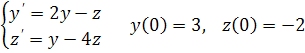 {y′ = 2y − z
z′ = y − 4z    y(0) = 3,  z(0) = −2